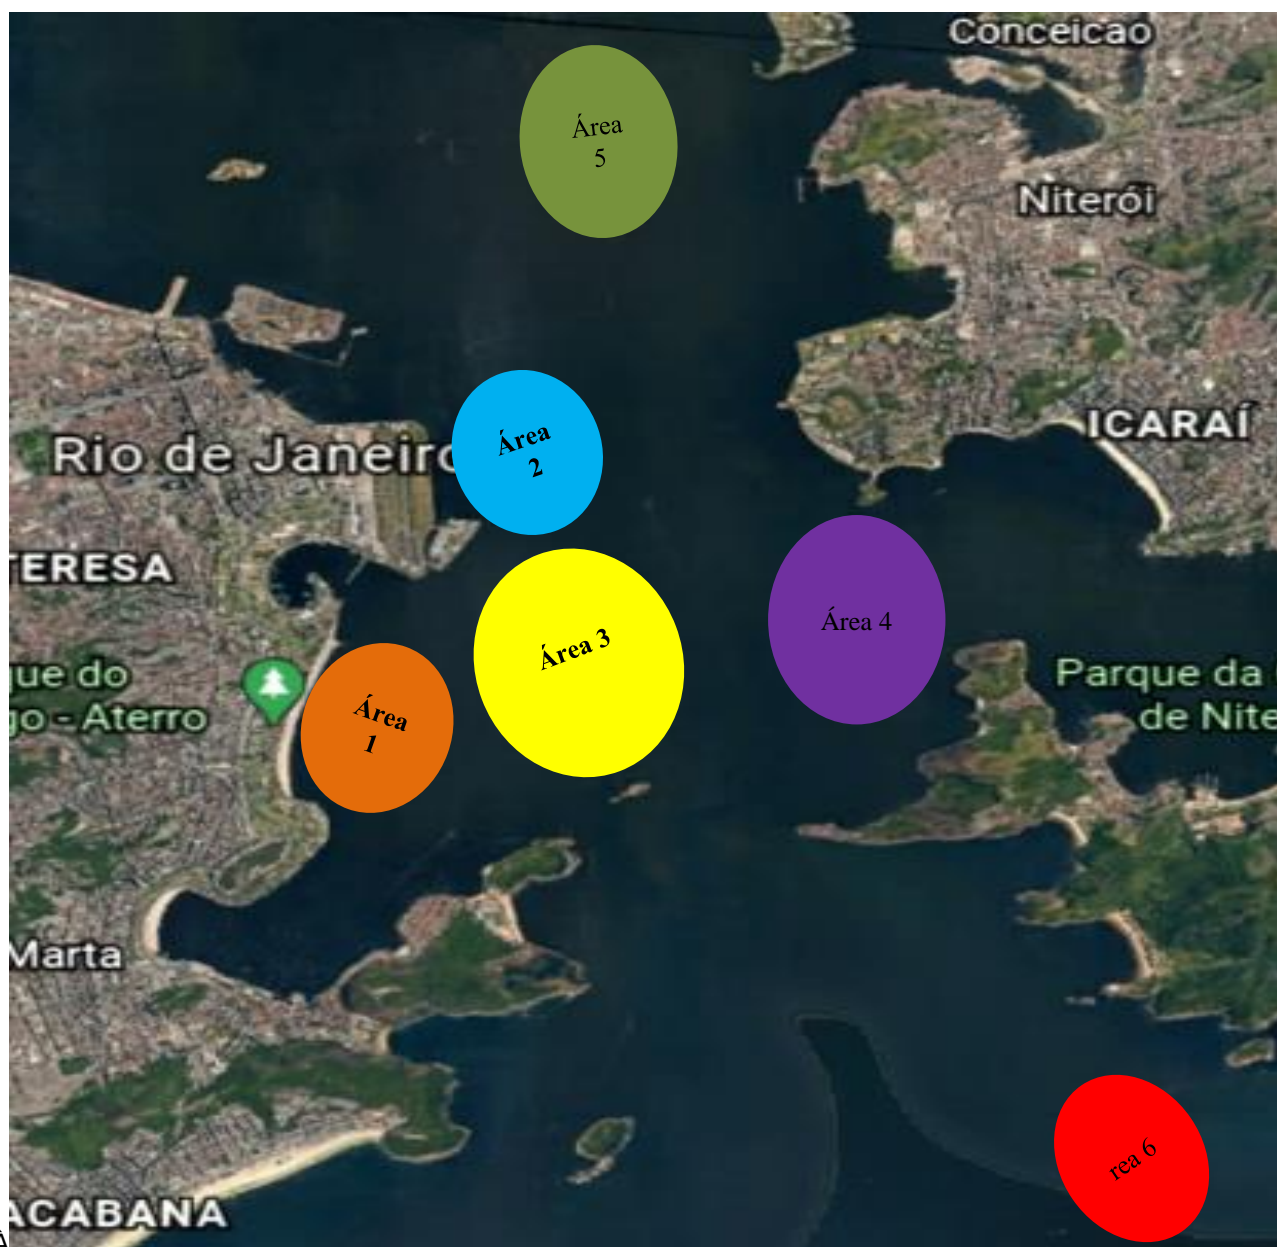 Conceicao
Área
5
Niterói
Área
2
ICARAÍ
Rio de Janeiro
TERESA
Área 3
Área 4
que do
go - Aterro
Parque da
de Nite
Área
1
Marta
rea 6
ACABANA